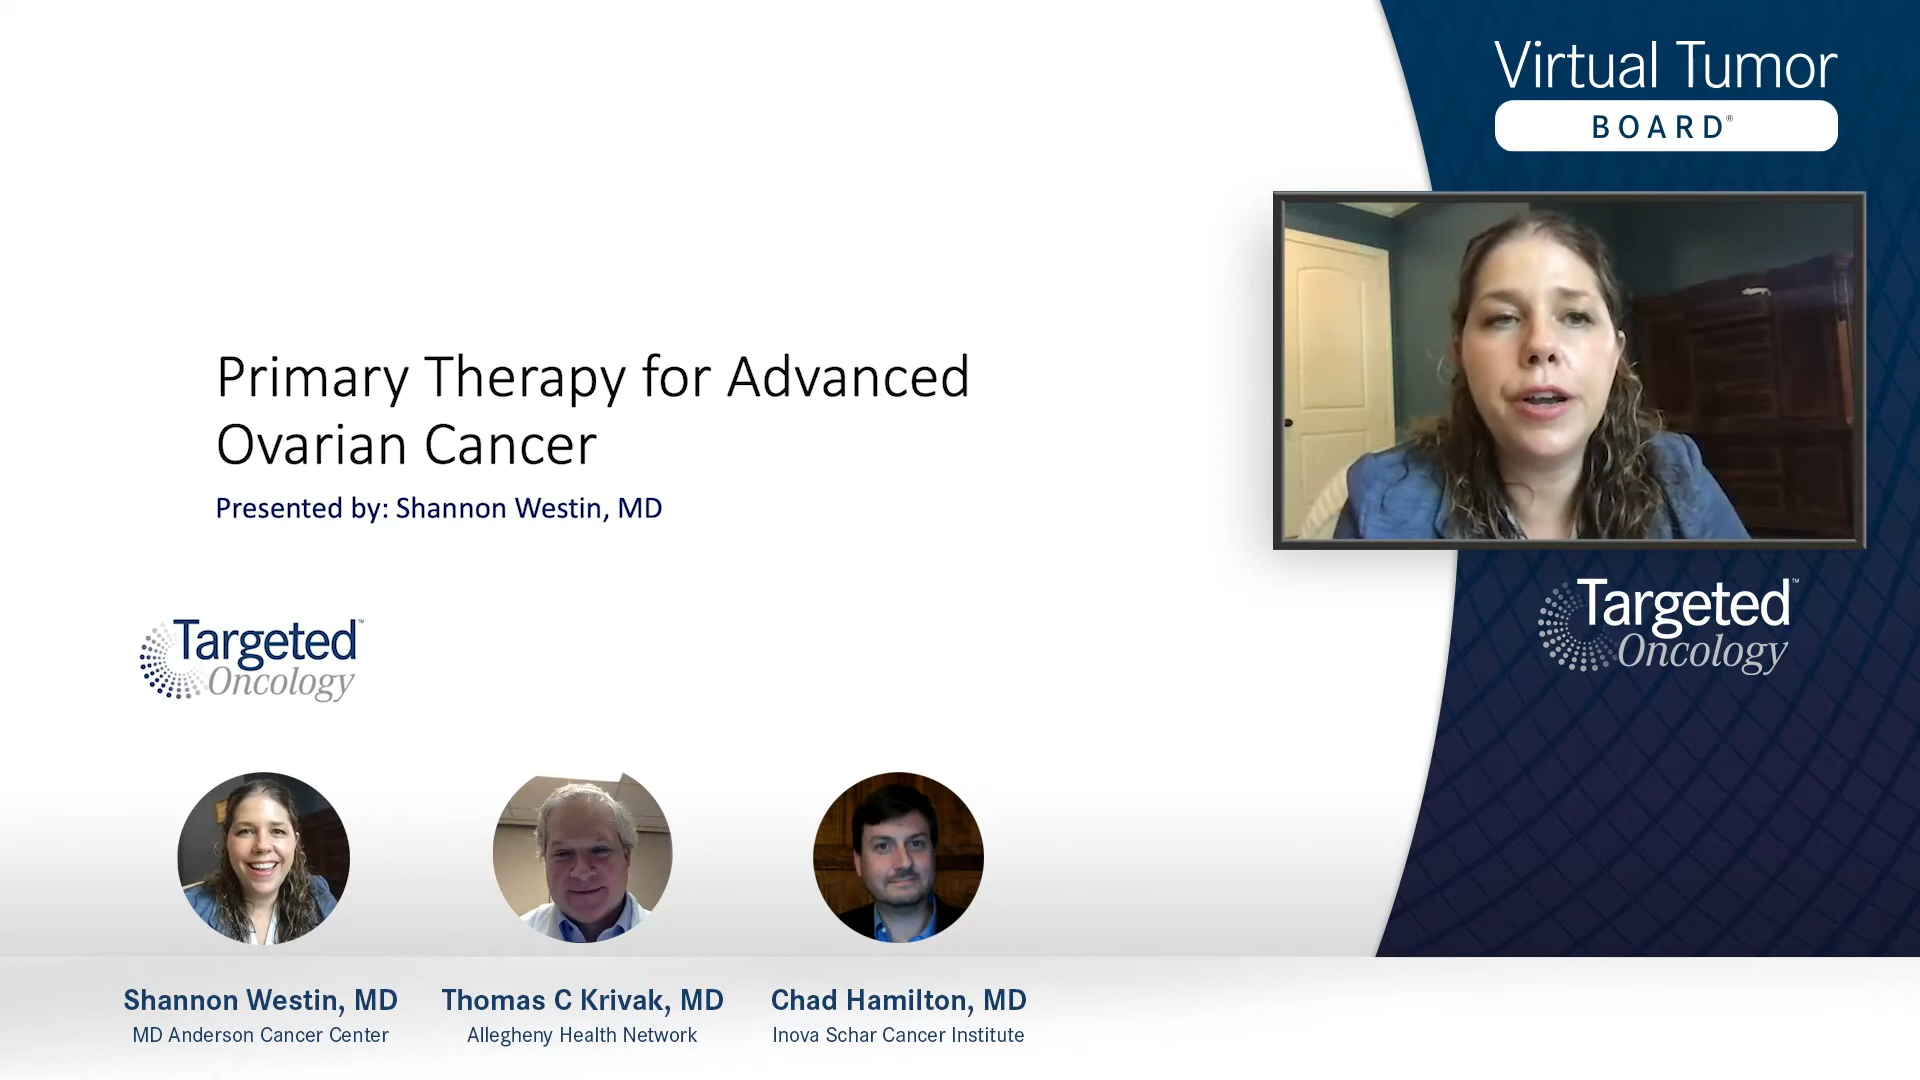 Virtual Tumor
BOARD®
Primary Therapy for Advanced
Ovarian Cancer
Presented by: Shannon Westin, MD
Targeted™
Oncology
Targeted™
Oncology
Shannon Westin, MD
MD Anderson Cancer Center
Thomas C Krivak, MD
Allegheny Health Network
Chad Hamilton, MD
Inova Schar Cancer Institute